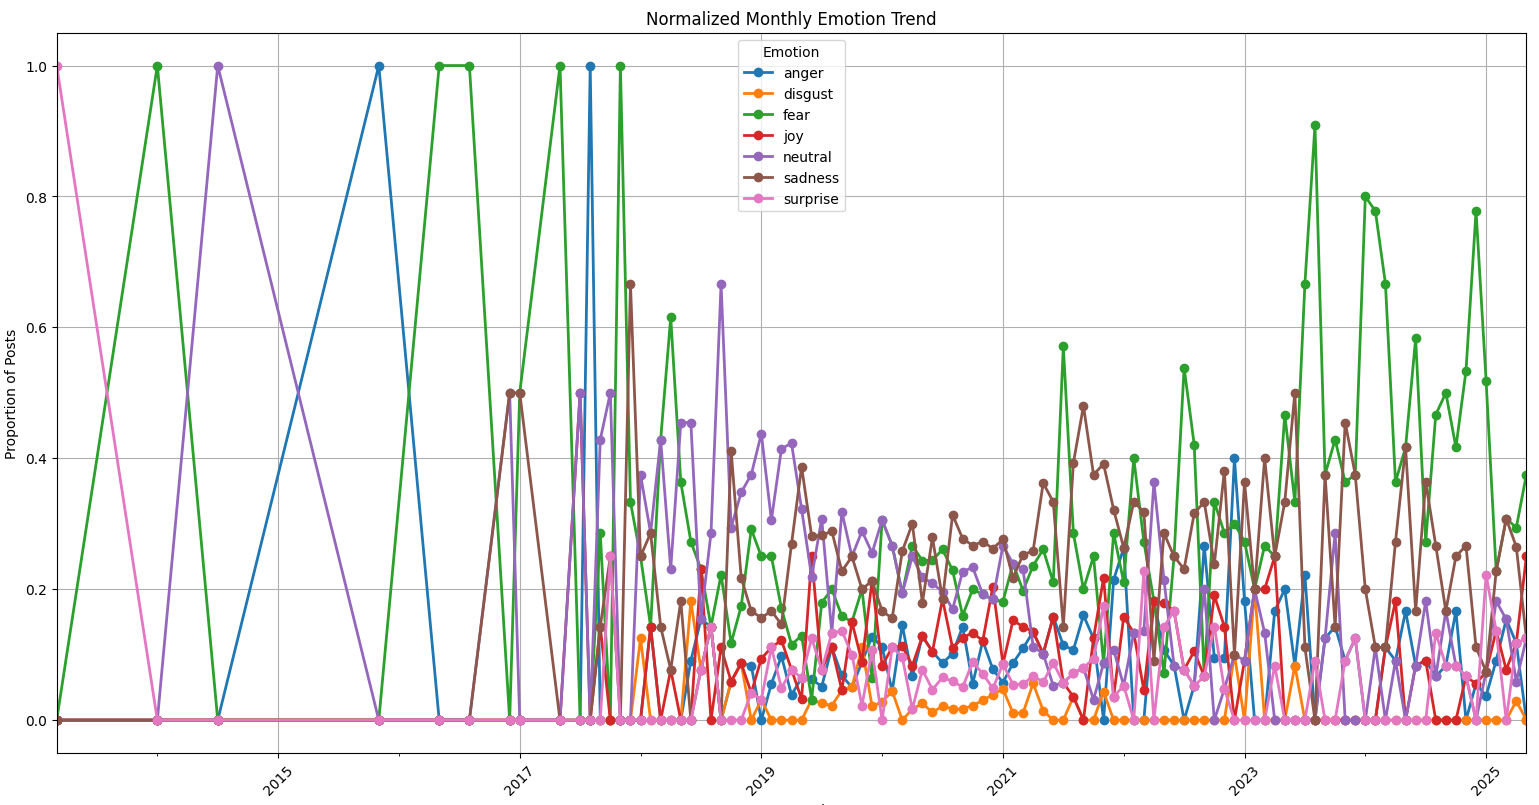 Normalized Monthly Emotion Trend
Emotion
anger
disgust
fear
joy
neutral
sadness
surprise
Proportion of Posts
1.0
0.8
0.6
0.4
0.2
0.0
2015
2017
2019
2021
2023
2025